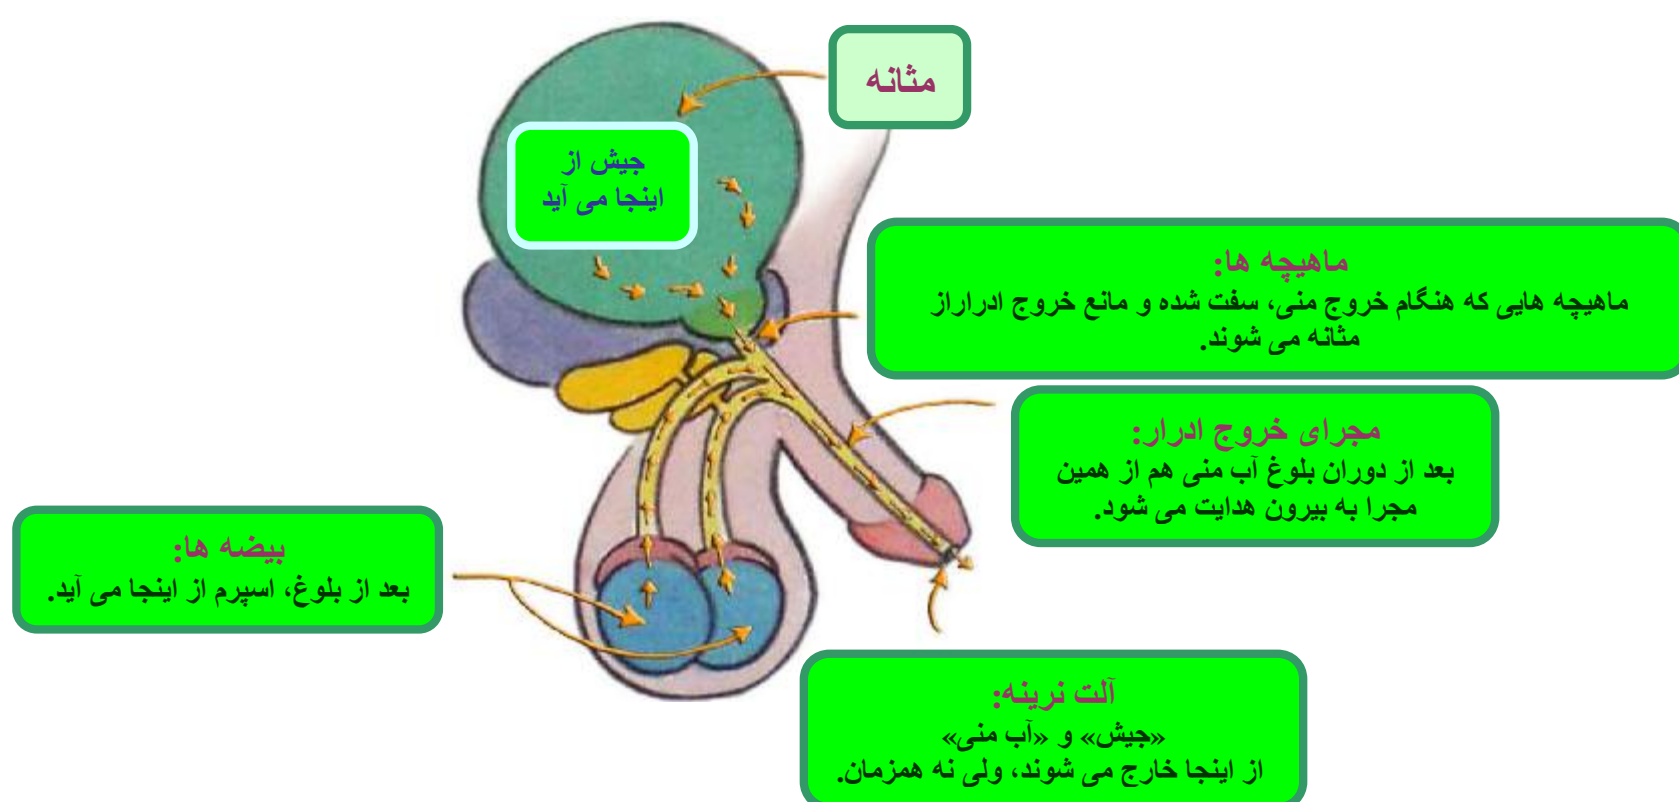 مثانه
جیش از
اینجا می آید
ماهیچه ها:
ماهیچه هایی که هنگام خروج منی، سفت شده و مانع خروج ادراراز
مثانه می شوند.
مجرای خروج ادرار:
بعد از دوران بلوغ آب منی هم از همین
مجرا به بیرون هدایت می شود.
بیضه ها:
بعد از بلوغ، اسپرم از اینجا می آید.
آلت نرینه:
«جیش» و «آب منی»
از اینجا خارج می شوند، ولی نه همزمان.